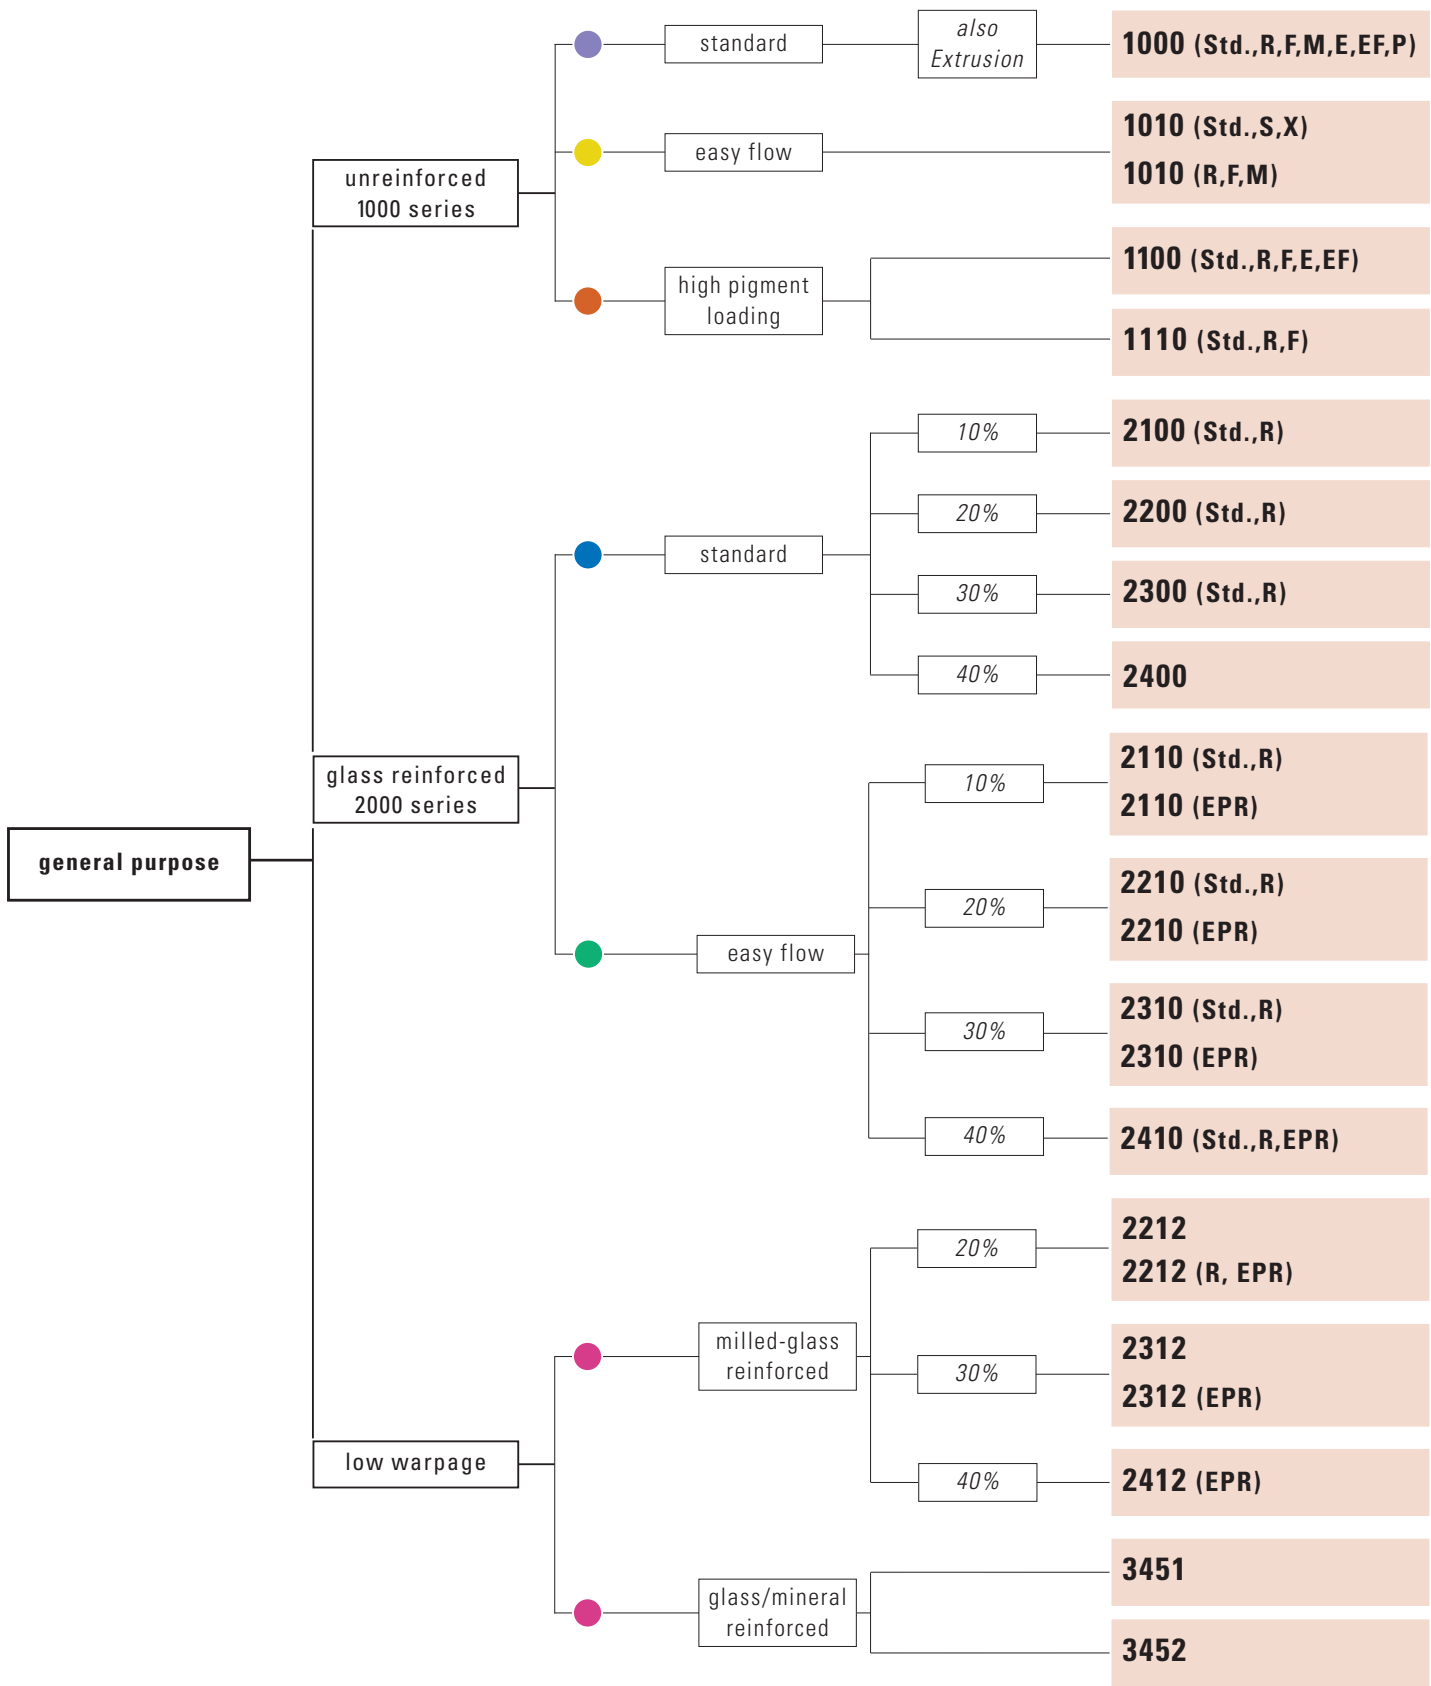 general purpose
unreinforced
1000 series
standard
also
Extrusion
1000 (Std.,R,F,M,E,EF,P)
easy flow
1010 (Std.,S,X)
1010 (R,F,M)
high pigment
loading
1100 (Std.,R,F,E,EF)
1110 (Std.,R,F)
glass reinforced
2000 series
standard
10%
2100 (Std.,R)
20%
2200 (Std.,R)
30%
2300 (Std.,R)
40%
2400
easy flow
10%
2110 (Std.,R)
2110 (EPR)
20%
2210 (Std.,R)
2210 (EPR)
30%
2310 (Std.,R)
2310 (EPR)
40%
2410 (Std.,R,EPR)
low warpage
milled-glass
reinforced
20%
2212
2212 (R, EPR)
30%
2312
2312 (EPR)
40%
2412 (EPR)
glass/mineral
reinforced
3451
3452